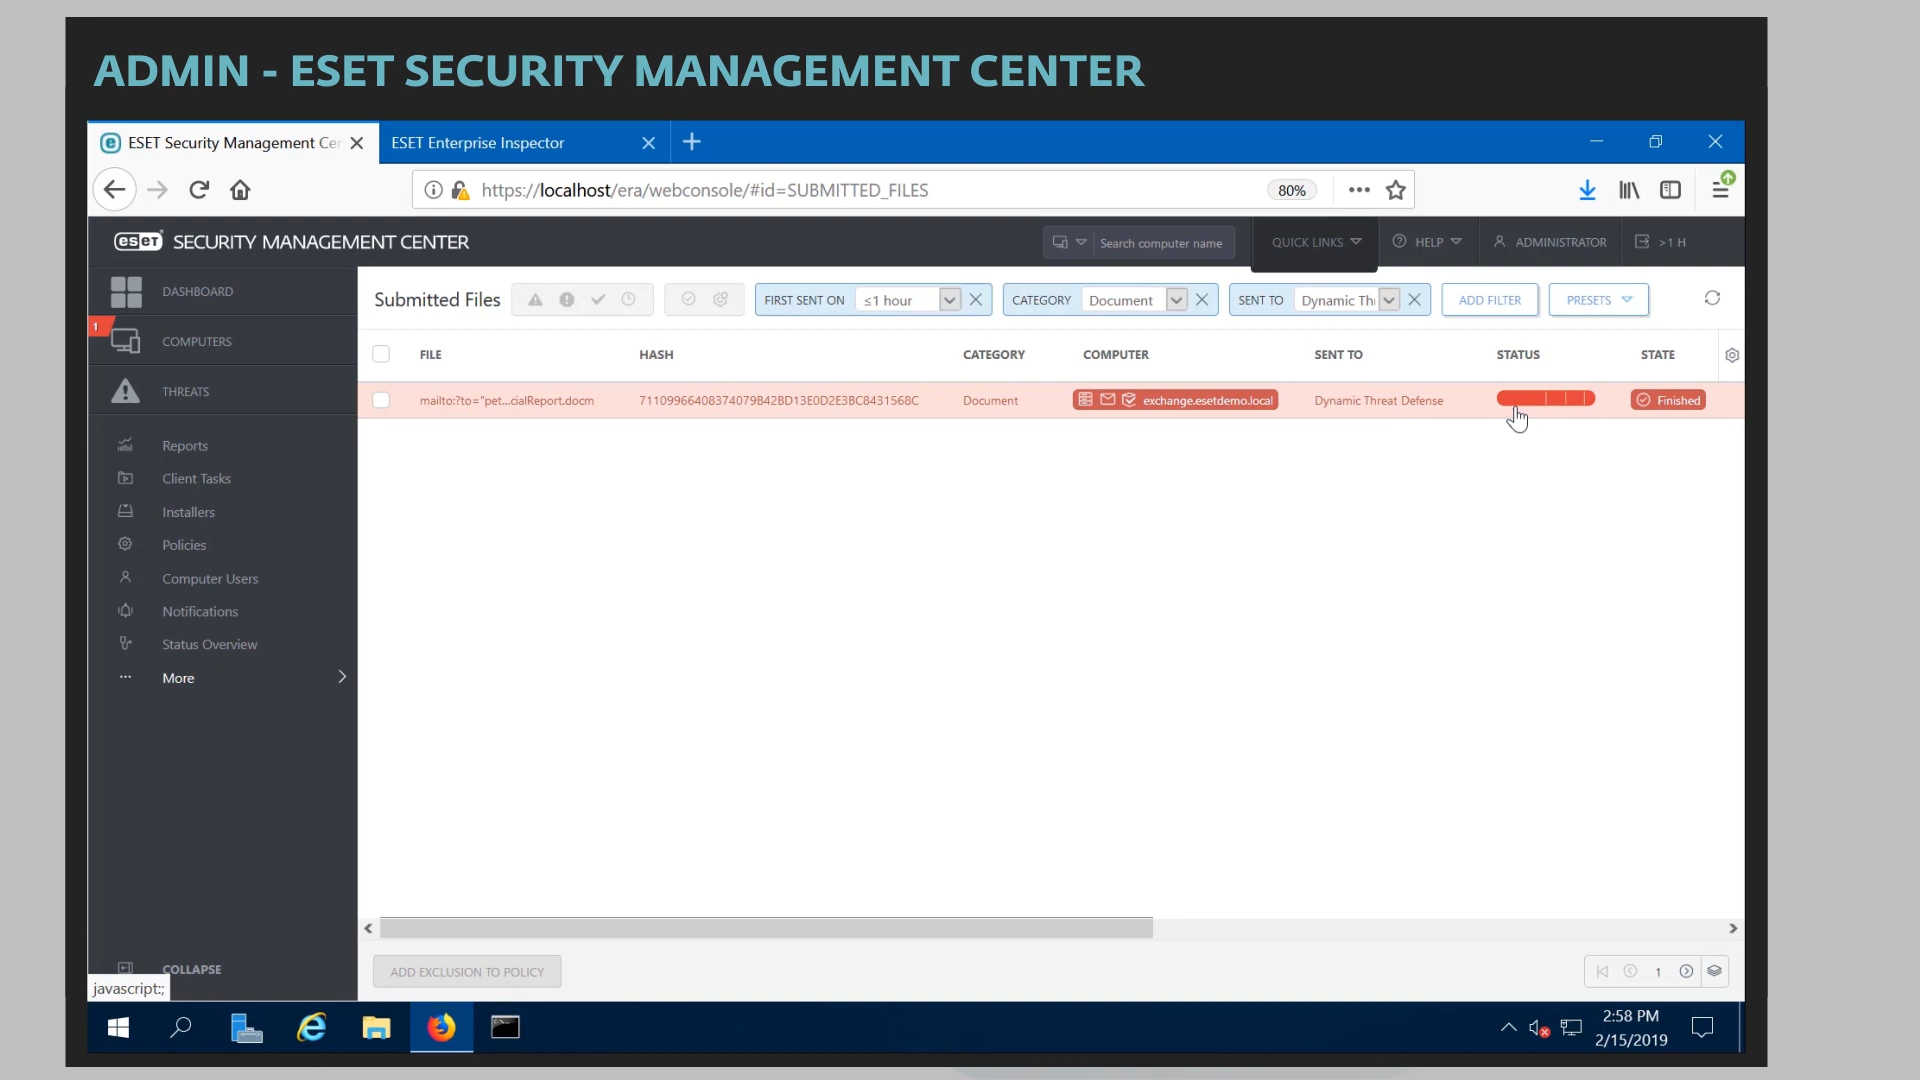 ADMIN - ESET SECURITY MANAGEMENT CENTER
ESET Security Management Cen
ESET Enterprise Inspector
https://localhost/era/webconsole/#id=SUBMITTED_FILES
80%
eset SECURITY MANAGEMENT CENTER
Search computer name
QUICK LINKS
HELP
ADMINISTRATOR
>1 H
DASHBOARD
1
COMPUTERS
THREATS
Reports
Client Tasks
Installers
Policies
Computer Users
Notifications
Status Overview
More
COLLAPSE
javascript:;
Submitted Files
FIRST SENT ON ≤1 hour
CATEGORY Document
SENT TO Dynamic Thr
ADD FILTER
PRESETS
FILE HASH CATEGORY COMPUTER SENT TO STATUS STATE
mailto:?to="pet...cialReport.docm 71109966408374079B42BD13E0D2E3BC8431568C Document exchange.esetdemo.local Dynamic Threat Defense Finished
ADD EXCLUSION TO POLICY
1
2:58 PM
2/15/2019